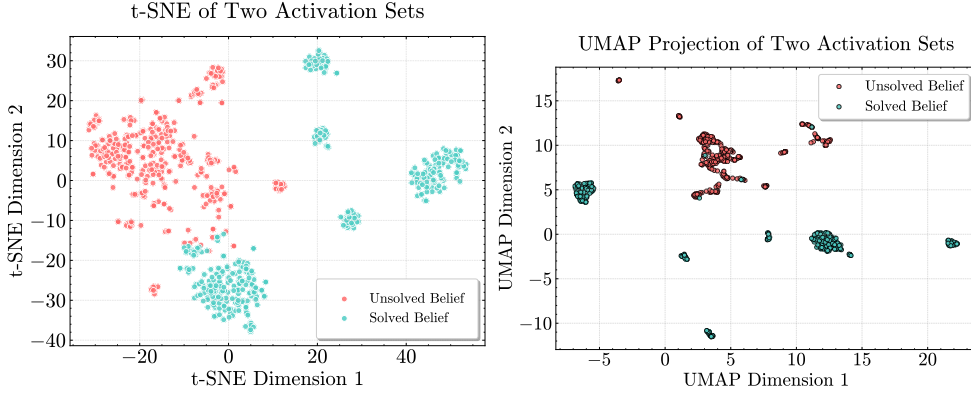 t-SNE of Two Activation Sets
30
20
10
0
−10
−20
−30
−40
t-SNE Dimension 2
Unsolved Belief
Solved Belief
−20
0
20
40
t-SNE Dimension 1
UMAP Projection of Two Activation Sets
15
10
5
0
−5
−10
UMAP Dimension 2
Unsolved Belief
Solved Belief
−5
0
5
10
15
20
UMAP Dimension 1